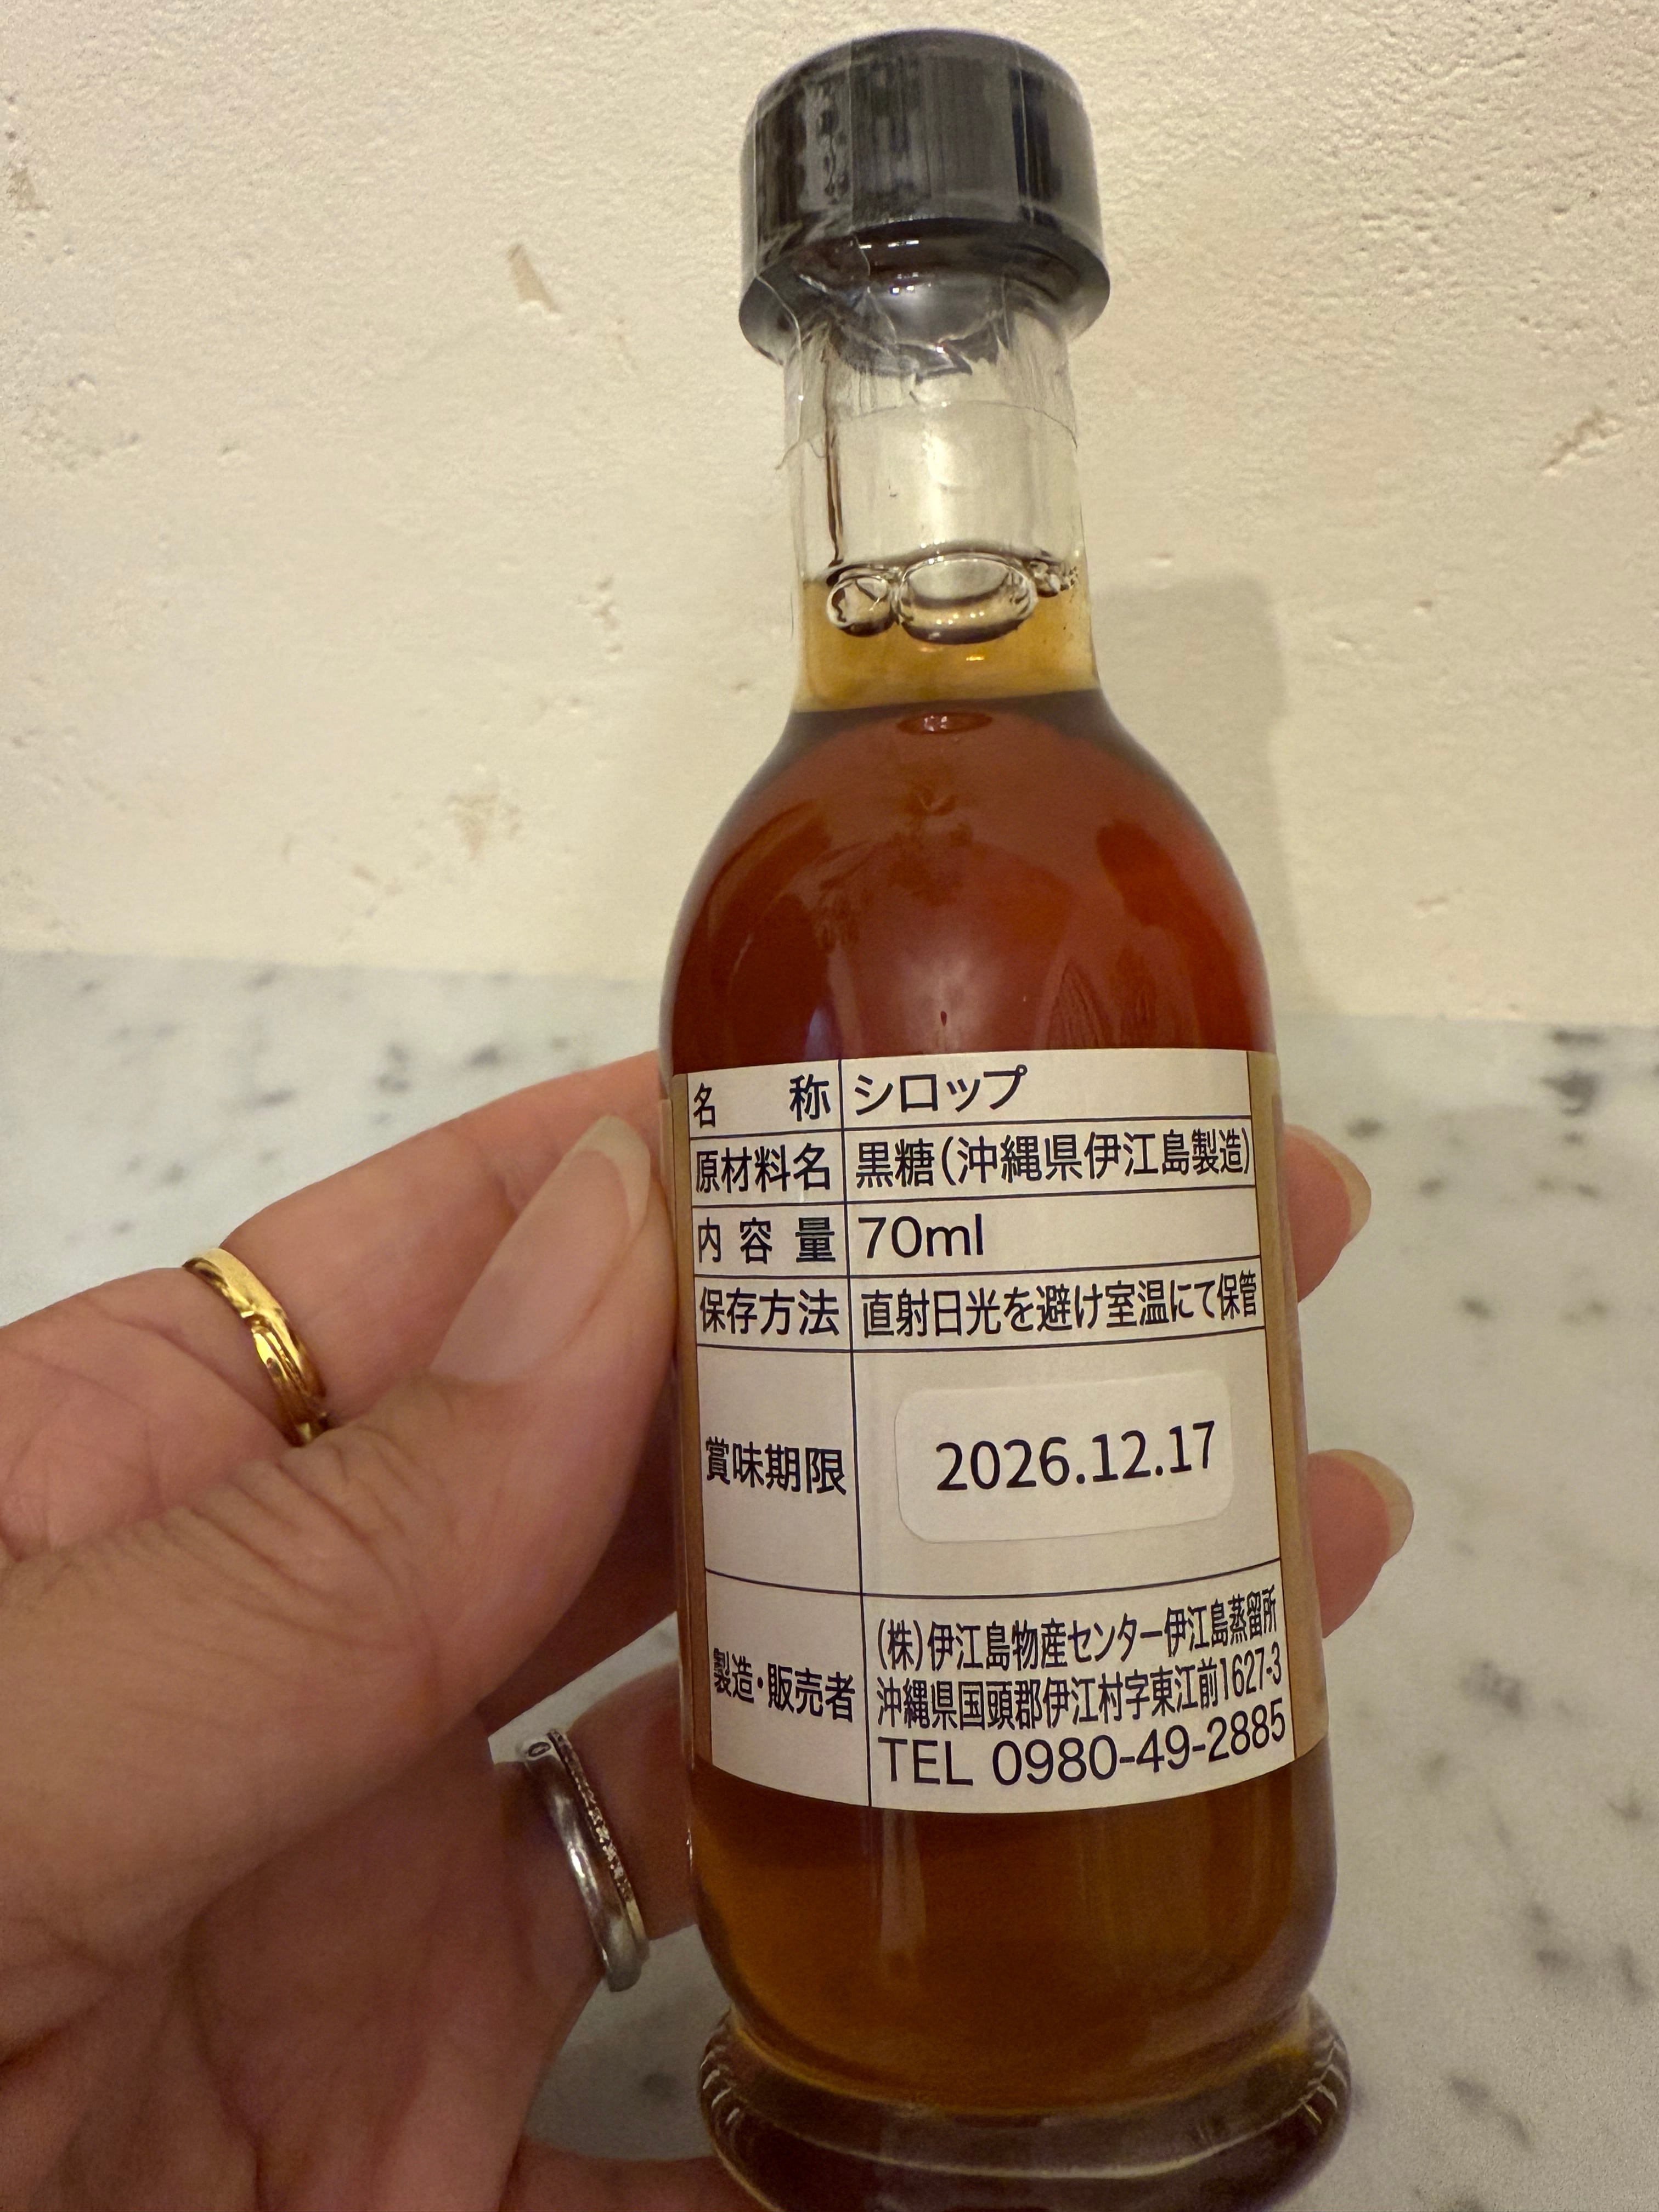 名称 シロップ
原材料名 黒糖(沖縄県伊江島製造)
内容量 70ml
保存方法 直射日光を避け室温にて保管
賞味期限 2026.12.17
製造・販売者 (株)伊江島物産センター伊江島蒸留所
沖縄県国頭郡伊江村字東江前1627-3
TEL 0980-49-2885